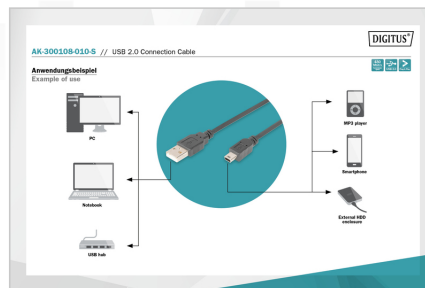 DIGITUS®
AK-300108-010-S // USB 2.0 Connection Cable
Anwendungsbeispiel
Example of use
PC
MP3 player
Smartphone
Notebook
External HDD
enclosure
USB hub